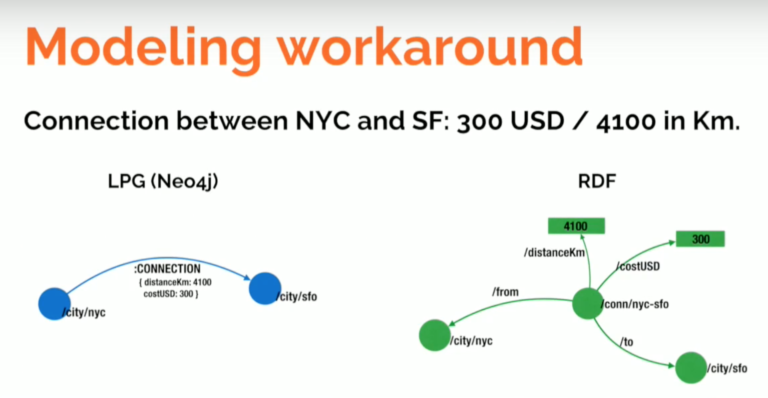 Modeling workaround
Connection between NYC and SF: 300 USD / 4100 in Km.
LPG (Neo4j)
:CONNECTION
{ distanceKm: 4100
costUSD: 300 }
/city/nyc
/city/sfo
RDF
4100
300
/distanceKm
/costUSD
/from
/conn/nyc-sfo
/city/nyc
/to
/city/sfo